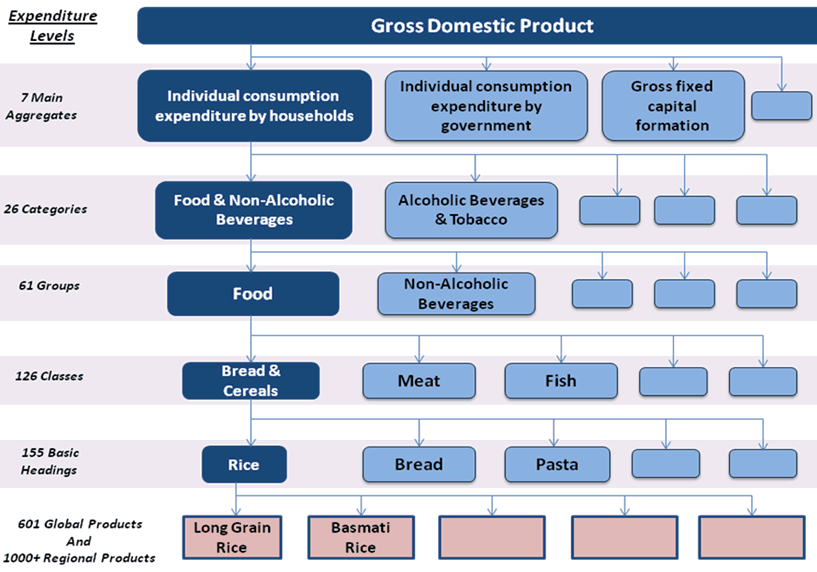 Expenditure
Levels
Gross Domestic Product
7 Main
Aggregates
Individual consumption
expenditure by households
Individual consumption
expenditure by
government
Gross fixed
capital
formation
26 Categories
Food & Non-Alcoholic
Beverages
Alcoholic Beverages
& Tobacco
61 Groups
Food
Non-Alcoholic
Beverages
126 Classes
Bread &
Cereals
Meat
Fish
155 Basic
Headings
Rice
Bread
Pasta
601 Global Products
And
1000+ Regional Products
Long Grain
Rice
Basmati
Rice